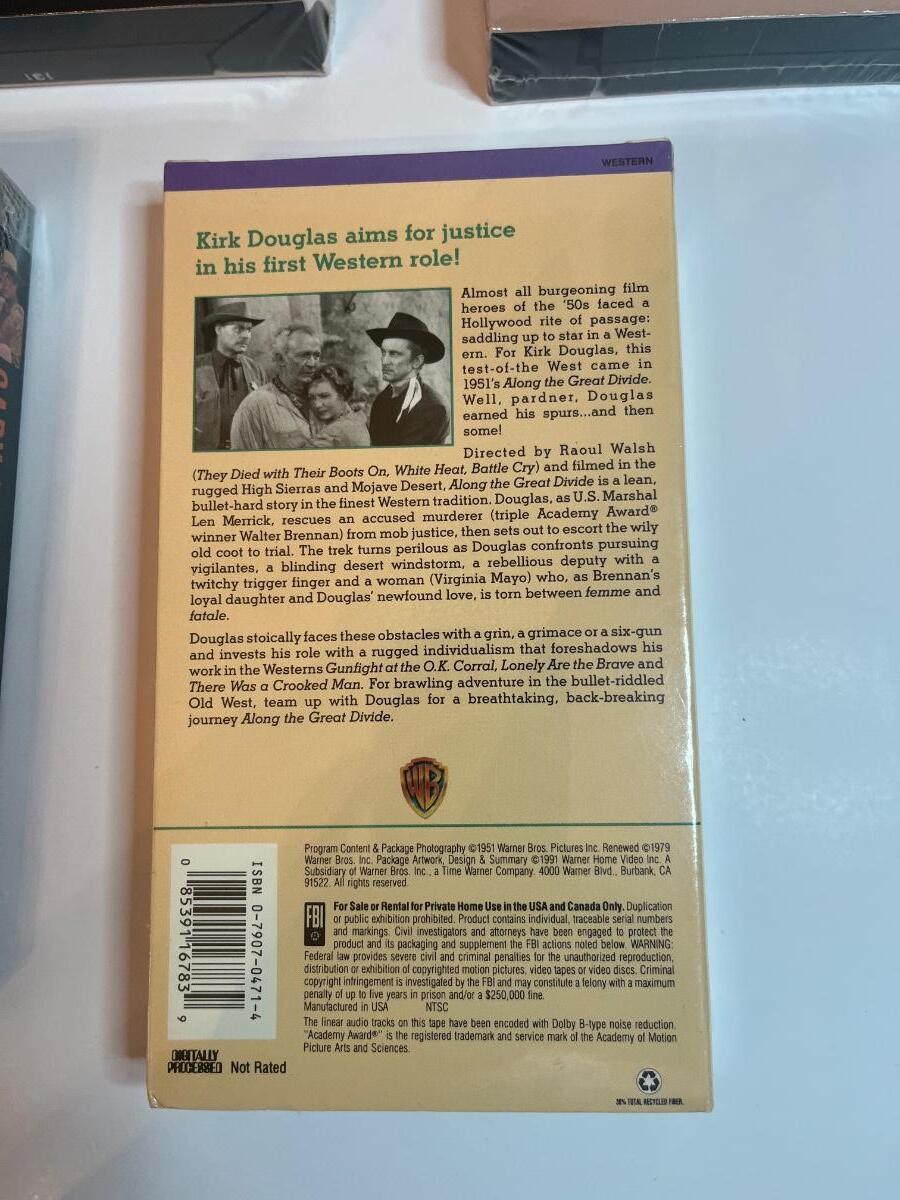 WESTERN
Kirk Douglas aims for justice
in his first Western role!
Almost all burgeoning film
heroes of the '50s faced a
Hollywood rite of passage:
saddling up to star in a West-
ern. For Kirk Douglas, this
test-of-the West came in
1951's Along the Great Divide.
Well, pardner, Douglas
earned his spurs...and then
some!
Directed by Raoul Walsh
(They Died with Their Boots On, White Heat, Battle Cry) and filmed in the
rugged High Sierras and Mojave Desert, Along the Great Divide is a lean,
bullet-hard story in the finest Western tradition. Douglas, as U.S. Marshal
Len Merrick, rescues an accused murderer (triple Academy Award®
winner Walter Brennan) from mob justice, then sets out to escort the wily
old coot to trial. The trek turns perilous as Douglas confronts pursuing
vigilantes, a blinding desert windstorm, a rebellious deputy with a
twitchy trigger finger and a woman (Virginia Mayo) who, as Brennan's
loyal daughter and Douglas' newfound love, is torn between femme and
fatale.
Douglas stoically faces these obstacles with a grin, a grimace or a six-gun
and invests his role with a rugged individualism that foreshadows his
work in the Westerns Gunfight at the O.K. Corral, Lonely Are the Brave and
There Was a Crooked Man. For brawling adventure in the bullet-riddled
Old West, team up with Douglas for a breathtaking, back-breaking
journey Along the Great Divide.
WB
Program Content & Package Photography ©1951 Warner Bros. Pictures Inc. Renewed ©1979
Warner Bros. Inc. Package Artwork, Design & Summary ©1991 Warner Home Video Inc. A
Subsidiary of Warner Bros. Inc., a Time Warner Company. 4000 Warner Blvd., Burbank, CA
91522. All rights reserved.
ISBN 0-7907-0471-4
0 85391 16783 9
FBI
For Sale or Rental for Private Home Use in the USA and Canada Only. Duplication
or public exhibition prohibited. Product contains individual, traceable serial numbers
and markings. Civil investigators and attorneys have been engaged to protect the
product and its packaging and supplement the FBI actions noted below. WARNING:
Federal law provides severe civil and criminal penalties for the unauthorized reproduction,
distribution or exhibition of copyrighted motion pictures, video tapes or video discs. Criminal
copyright infringement is investigated by the FBI and may constitute a felony with a maximum
penalty of up to five years in prison and/or a $250,000 fine.
Manufactured in USA NTSC
The linear audio tracks on this tape have been encoded with Dolby B-type noise reduction.
"Academy Award®" is the registered trademark and service mark of the Academy of Motion
Picture Arts and Sciences.
DIGITALLY
PROCESSED Not Rated
50% TOTAL RECYCLED FIBER.